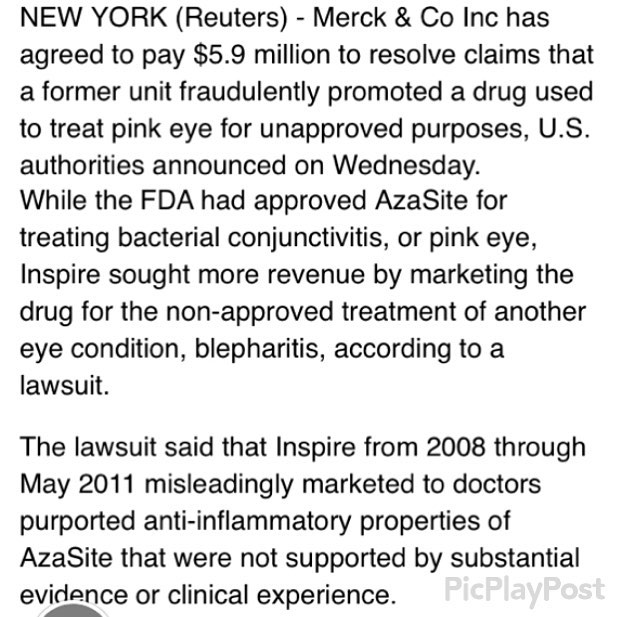 NEW YORK (Reuters) - Merck & Co Inc has
agreed to pay $5.9 million to resolve claims that
a former unit fraudulently promoted a drug used
to treat pink eye for unapproved purposes, U.S.
authorities announced on Wednesday.
While the FDA had approved AzaSite for
treating bacterial conjunctivitis, or pink eye,
Inspire sought more revenue by marketing the
drug for the non-approved treatment of another
eye condition, blepharitis, according to a
lawsuit.
The lawsuit said that Inspire from 2008 through
May 2011 misleadingly marketed to doctors
purported anti-inflammatory properties of
AzaSite that were not supported by substantial
evidence or clinical experience.
PicPlayPost